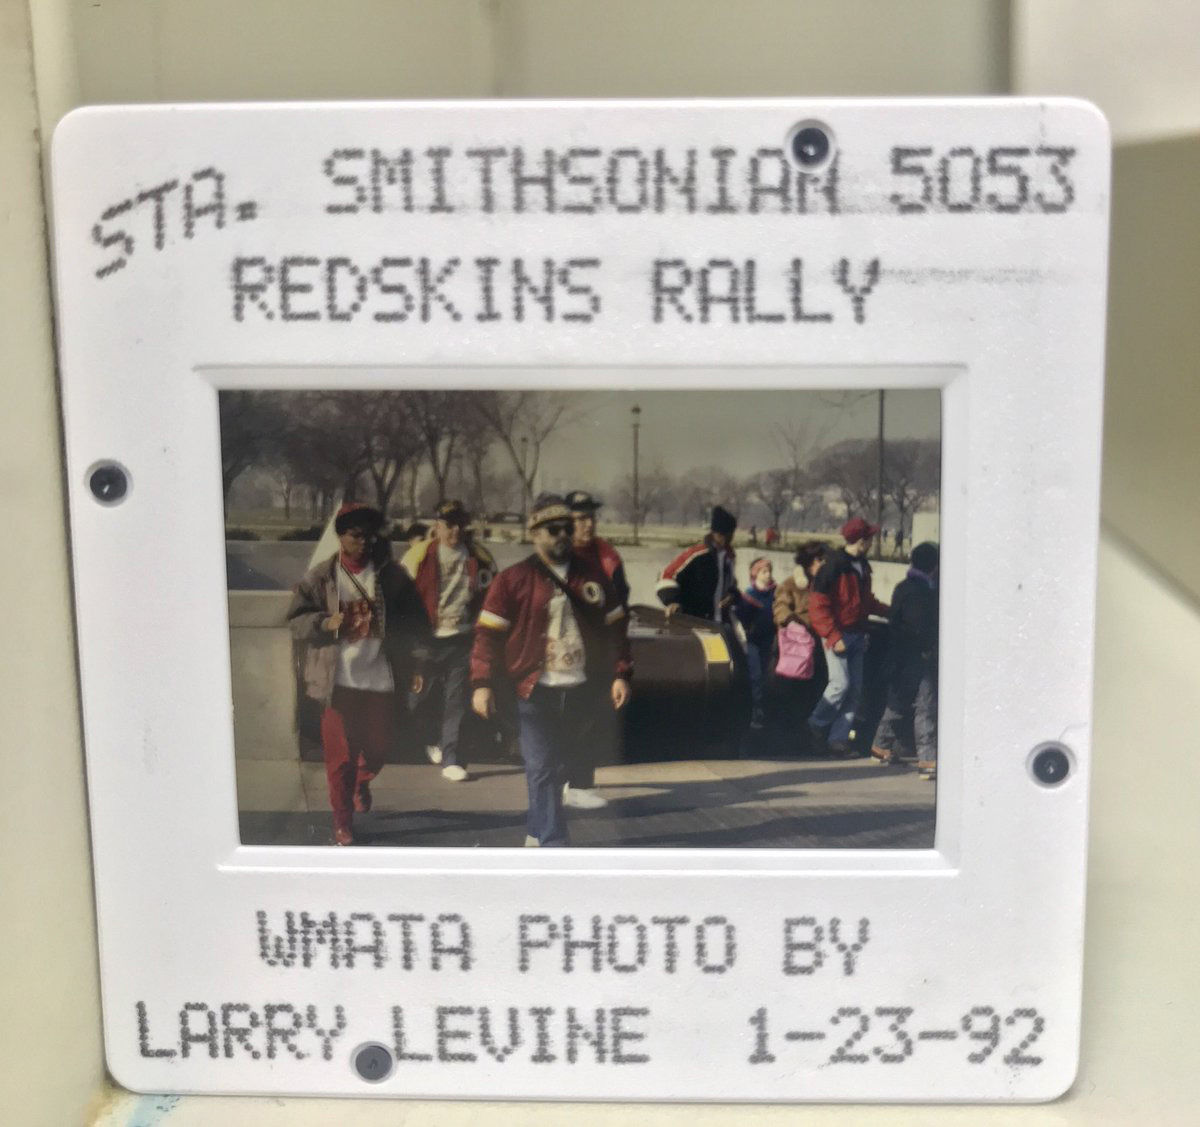 STA. SMITHSONIAN 5053
REDSKINS RALLY
WMATA PHOTO BY
LARRY LEVINE 1-23-92